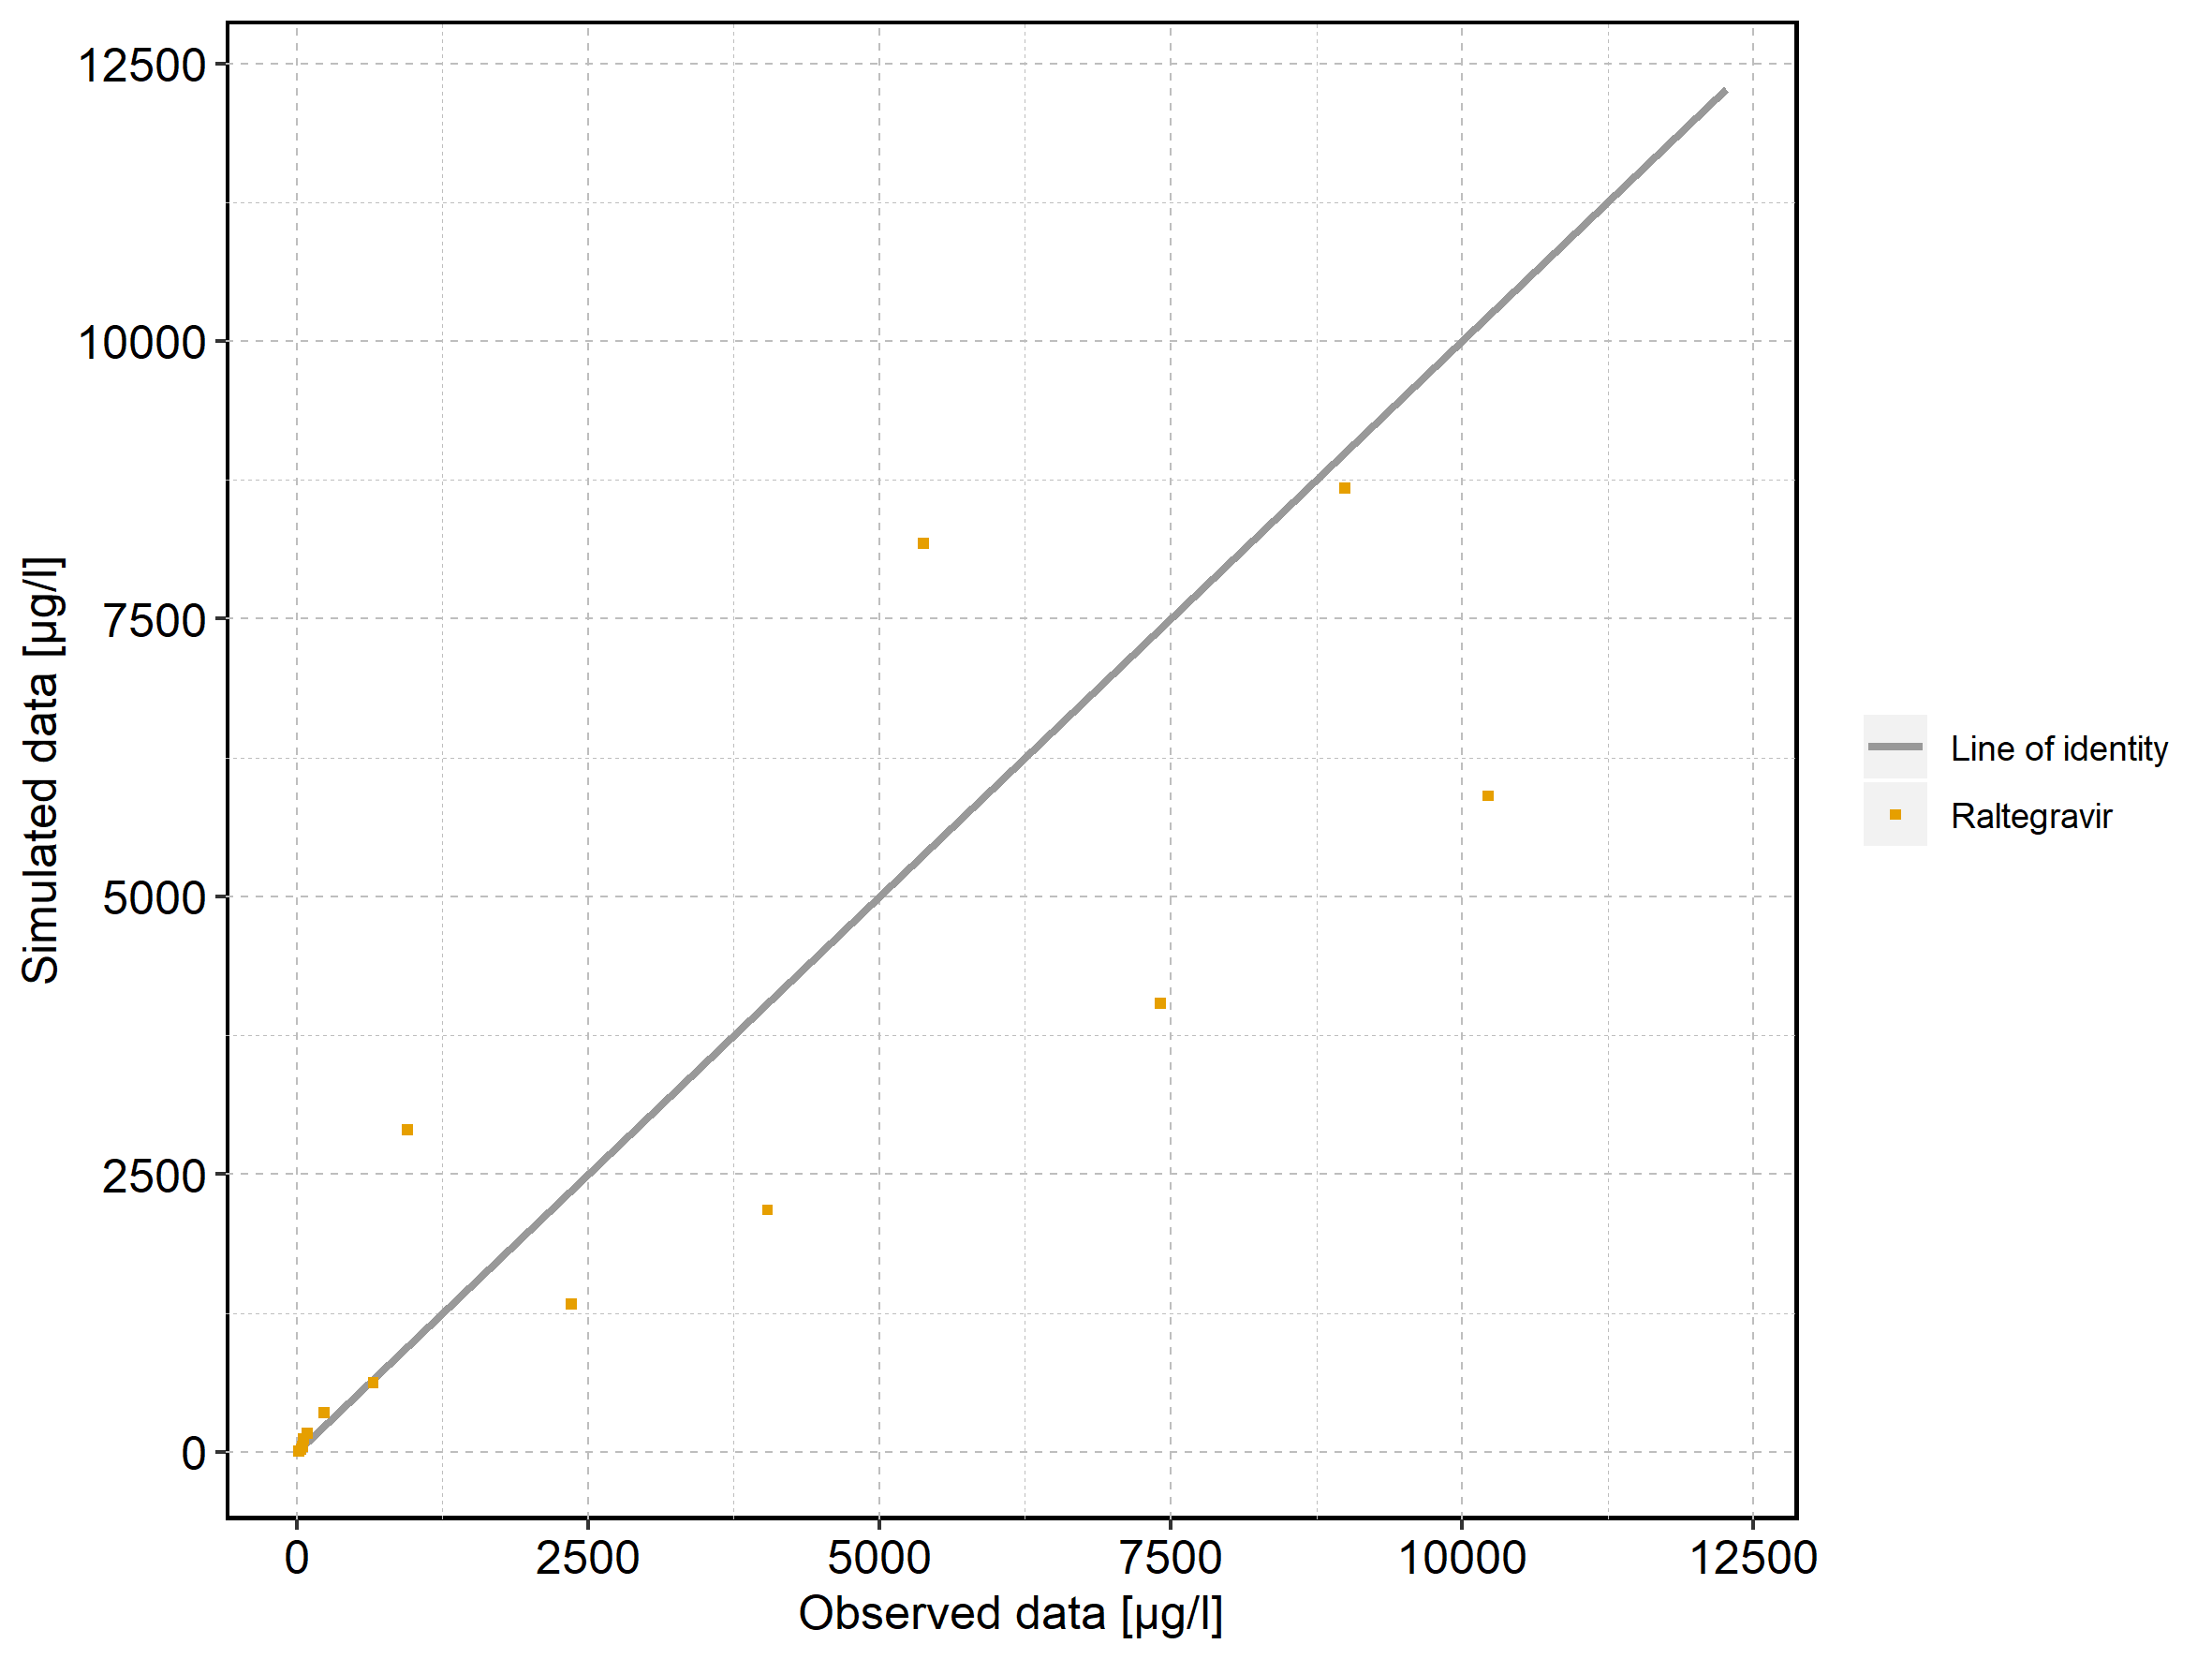 12500
10000
7500
5000
2500
0
Simulated data [µg/l]
0 2500 5000 7500 10000 12500
Observed data [µg/l]
Line of identity
Raltegravir